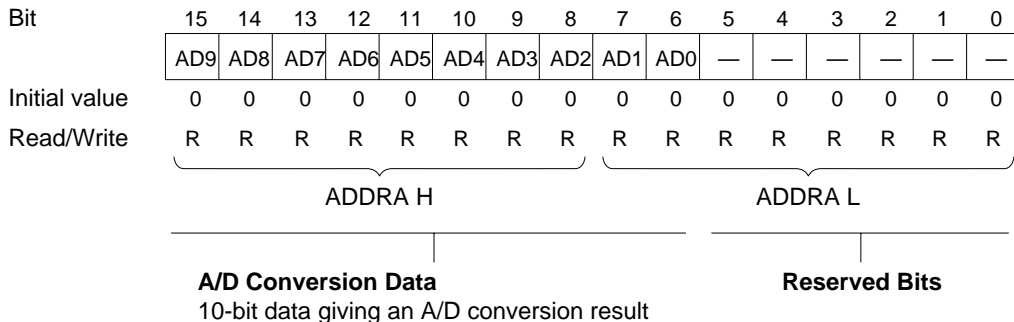 Bit 15 14 13 12 11 10 9 8 7 6 5 4 3 2 1 0
AD9 AD8 AD7 AD6 AD5 AD4 AD3 AD2 AD1 AD0 — — — — — —
Initial value 0 0 0 0 0 0 0 0 0 0 0 0 0 0 0 0
Read/Write R R R R R R R R R R R R R R R R
ADDRA H ADDRA L
A/D Conversion Data Reserved Bits
10-bit data giving an A/D conversion result